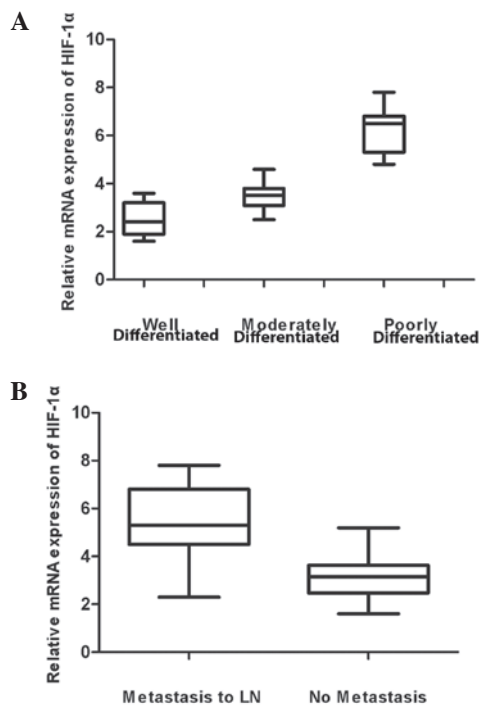 A
Relative mRNA expression of HIF-1α
10
8
6
4
2
0
Well Differentiated
Moderately Differentiated
Poorly Differentiated
B
Relative mRNA expression of HIF-1α
10
8
6
4
2
0
Metastasis to LN
No Metastasis